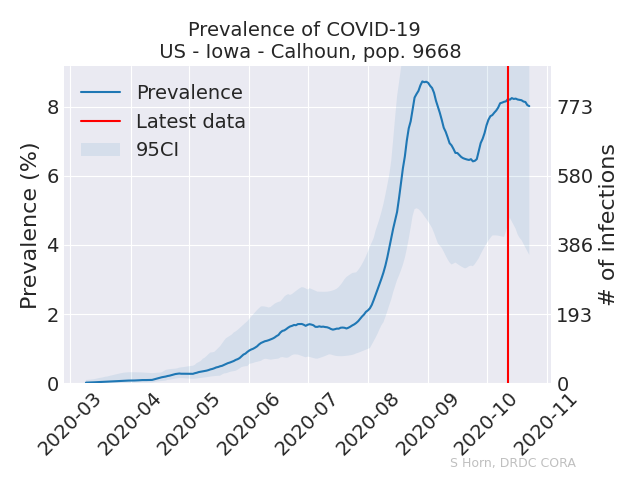 Prevalence of COVID-19
US - Iowa - Calhoun, pop. 9668
Prevalence
Latest data
95CI
Prevalence (%)
8
6
4
2
0
773
580
386
193
0
# of infections
2020-03
2020-04
2020-05
2020-06
2020-07
2020-08
2020-09
2020-10
2020-11
S Horn, DRDC CORA